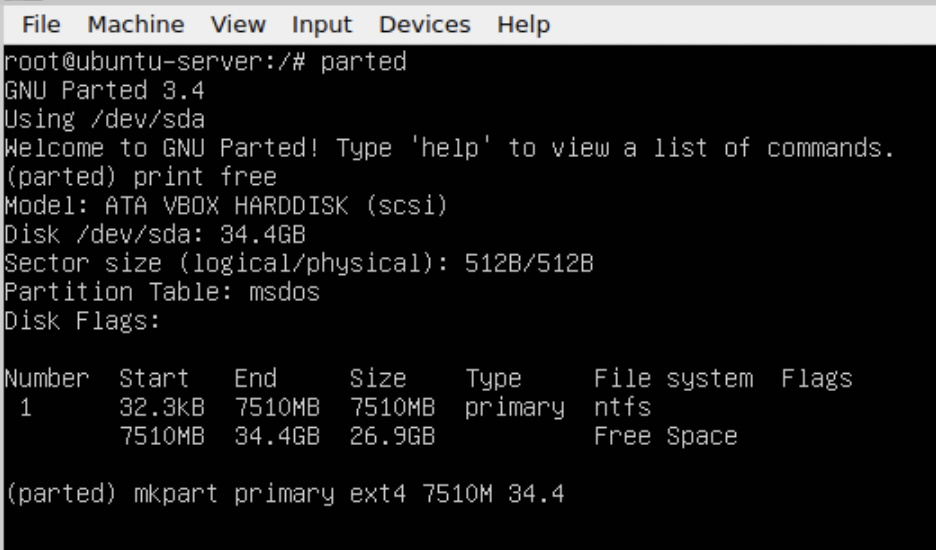 File Machine View Input Devices Help
root@ubuntu-server:/# parted
GNU Parted 3.4
Using /dev/sda
Welcome to GNU Parted! Type 'help' to view a list of commands.
(parted) print free
Model: ATA VBOX HARDDISK (scsi)
Disk /dev/sda: 34.4GB
Sector size (logical/physical): 512B/512B
Partition Table: msdos
Disk Flags:
Number Start End Size Type File system Flags
1 32.3kB 7510MB 7510MB primary ntfs
7510MB 34.4GB 26.9GB Free Space
(parted) mkpart primary ext4 7510M 34.4